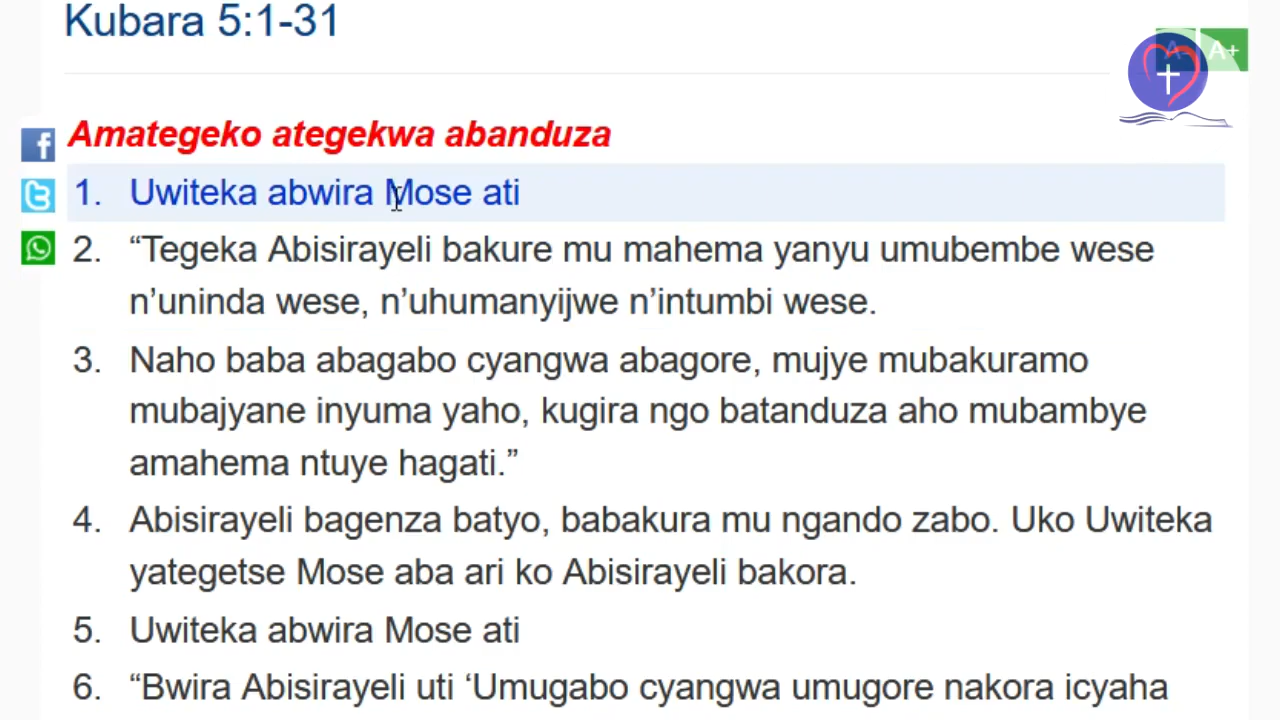 Kubara 5:1-31
A- A+
Amategeko ategekwa abanduza
1. Uwiteka abwira Mose ati
2. “Tegeka Abisirayeli bakure mu mahema yanyu umubembe wese
n’uninda wese, n’uhumanyijwe n’intumbi wese.
3. Naho baba abagabo cyangwa abagore, mujye mubakuramo
mubajyane inyuma yaho, kugira ngo batanduza aho mubambye
amahema ntuye hagati.”
4. Abisirayeli bagenza batyo, babakura mu ngando zabo. Uko Uwiteka
yategetse Mose aba ari ko Abisirayeli bakora.
5. Uwiteka abwira Mose ati
6. “Bwira Abisirayeli uti ‘Umugabo cyangwa umugore nakora icyaha